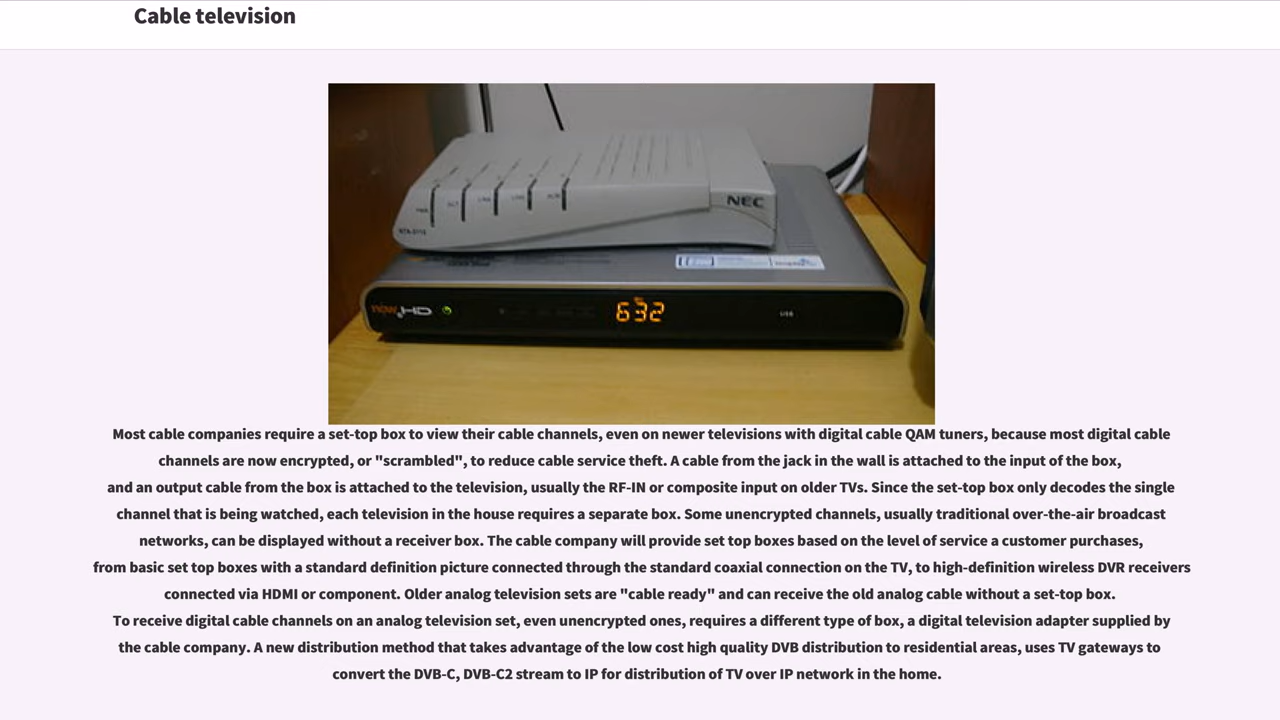 Cable television
NEC
now HD
632
USB
Most cable companies require a set-top box to view their cable channels, even on newer televisions with digital cable QAM tuners, because most digital cable
channels are now encrypted, or "scrambled", to reduce cable service theft. A cable from the jack in the wall is attached to the input of the box,
and an output cable from the box is attached to the television, usually the RF-IN or composite input on older TVs. Since the set-top box only decodes the single
channel that is being watched, each television in the house requires a separate box. Some unencrypted channels, usually traditional over-the-air broadcast
networks, can be displayed without a receiver box. The cable company will provide set top boxes based on the level of service a customer purchases,
from basic set top boxes with a standard definition picture connected through the standard coaxial connection on the TV, to high-definition wireless DVR receivers
connected via HDMI or component. Older analog television sets are "cable ready" and can receive the old analog cable without a set-top box.
To receive digital cable channels on an analog television set, even unencrypted ones, requires a different type of box, a digital television adapter supplied by
the cable company. A new distribution method that takes advantage of the low cost high quality DVB distribution to residential areas, uses TV gateways to
convert the DVB-C, DVB-C2 stream to IP for distribution of TV over IP network in the home.